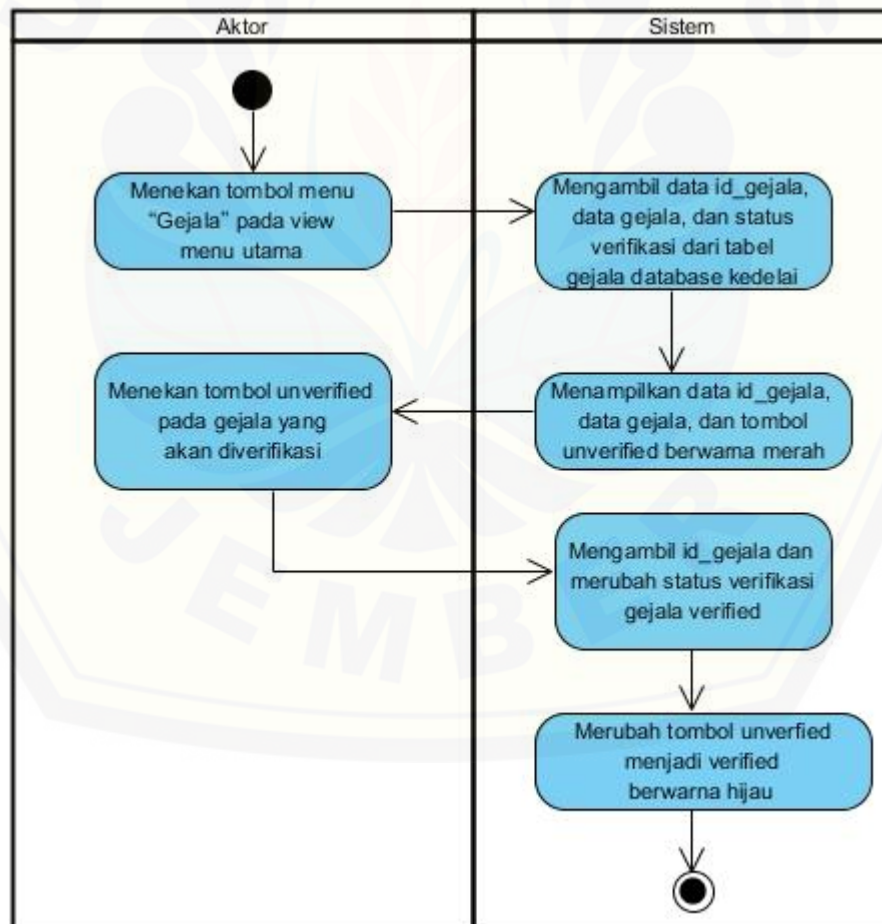 Aktor
Sistem
Menekan tombol menu
“Gejala” pada view
menu utama
Mengambil data id_gejala,
data gejala, dan status
verifikasi dari tabel
gejala database kedelai
Menekan tombol unverified
pada gejala yang
akan diverifikasi
Menampilkan data id_gejala,
data gejala, dan tombol
unverified berwarna merah
Mengambil id_gejala dan
merubah status verifikasi
gejala verified
Merubah tombol unverfied
menjadi verified
berwarna hijau
JEMBER